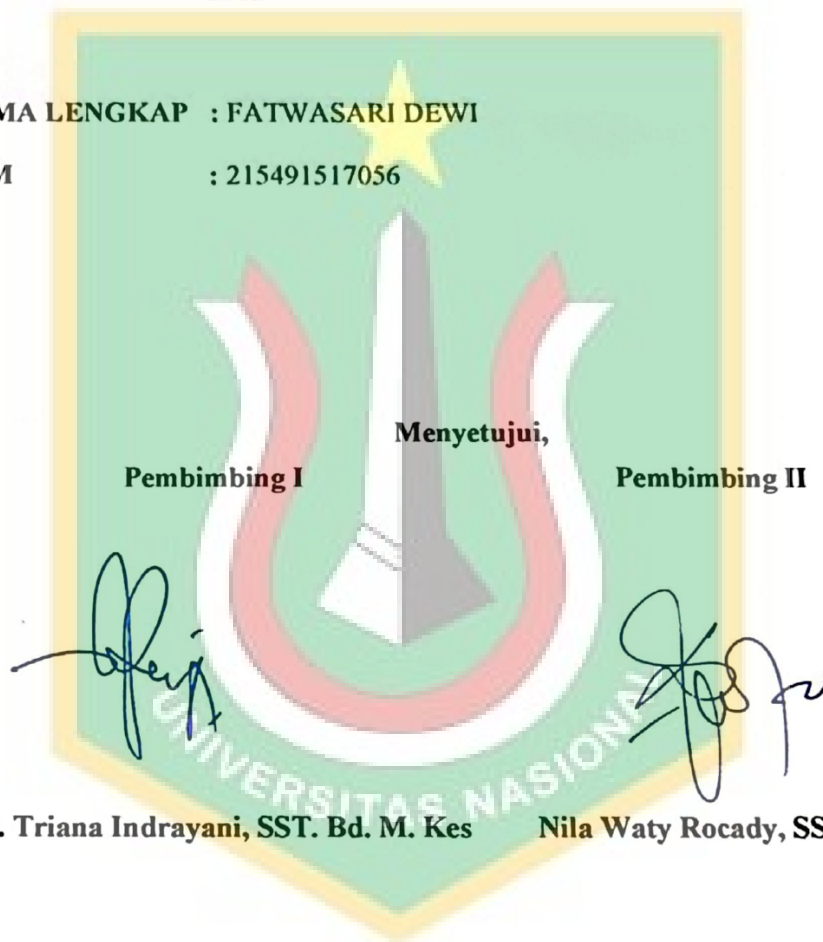 MA LENGKAP : FATWASARI DEWI
M : 215491517056
Menyetujui,
Pembimbing I Pembimbing II
UNIVERSITAS NASIONAL
. Triana Indrayani, SST. Bd. M. Kes Nila Waty Rocady, SS